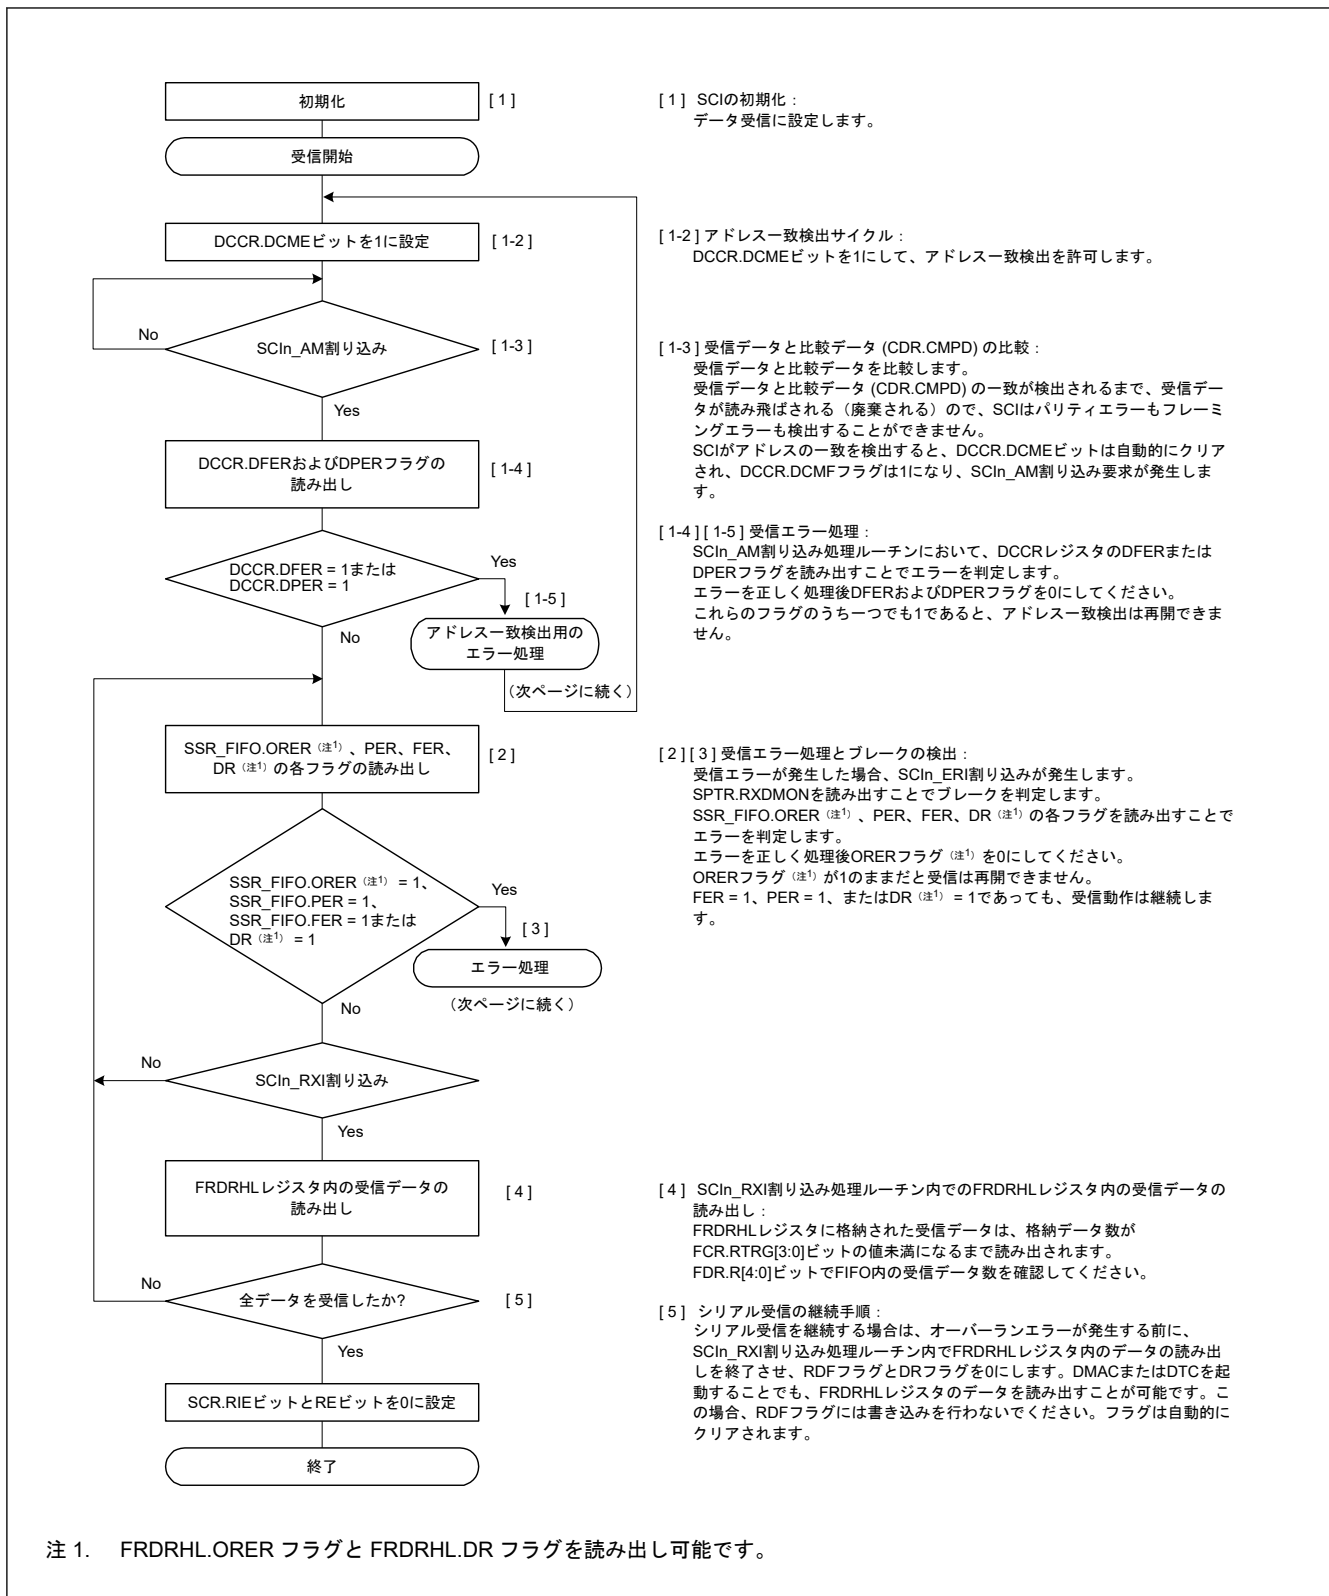 初期化
[ 1 ]
受信開始
DCCR.DCMEビットを1に設定
[ 1-2 ]
No
SCIn_AM割り込み
[ 1-3 ]
Yes
DCCR.DFERおよびDPERフラグの
読み出し
[ 1-4 ]
DCCR.DFER = 1または
DCCR.DPER = 1
Yes
[ 1-5 ]
アドレス一致検出用の
エラー処理
No
（次ページに続く）
SSR_FIFO.ORER（注1）、PER、FER、
DR（注1）の各フラグの読み出し
[ 2 ]
SSR_FIFO.ORER（注1） = 1、
SSR_FIFO.PER = 1、
SSR_FIFO.FER = 1または
DR（注1） = 1
Yes
[ 3 ]
エラー処理
（次ページに続く）
No
No
SCIn_RXI割り込み
Yes
FRDRHLレジスタ内の受信データの
読み出し
[ 4 ]
No
全データを受信したか?
[ 5 ]
Yes
SCR.RIEビットとREビットを0に設定
終了
[ 1 ] SCIの初期化：
データ受信に設定します。
[ 1-2 ] アドレス一致検出サイクル：
DCCR.DCMEビットを1にして、アドレス一致検出を許可します。
[ 1-3 ] 受信データと比較データ (CDR.CMPD) の比較：
受信データと比較データを比較します。
受信データと比較データ (CDR.CMPD) の一致が検出されるまで、受信デー
タが読み飛ばされる（廃棄される）ので、SCIはパリティエラーもフレーミ
ングエラーも検出することができません。
SCIがアドレスの一致を検出すると、DCCR.DCMEビットは自動的にクリア
され、DCCR.DCMFフラグは1になり、SCIn_AM割り込み要求が発生しま
す。
[ 1-4 ] [ 1-5 ] 受信エラー処理：
SCIn_AM割り込み処理ルーチンにおいて、DCCRレジスタのDFERまたは
DPERフラグを読み出すことでエラーを判定します。
エラーを正しく処理後DFERおよびDPERフラグを0にしてください。
これらのフラグのうち一つでも1であると、アドレス一致検出は再開できま
せん。
[ 2 ] [ 3 ] 受信エラー処理とブレークの検出：
受信エラーが発生した場合、SCIn_ERI割り込みが発生します。
SPTR.RXDMONを読み出すことでブレークを判定します。
SSR_FIFO.ORER（注1）、PER、FER、DR（注1）の各フラグを読み出すことで
エラーを判定します。
エラーを正しく処理後ORERフラグ（注1）を0にしてください。
ORERフラグ（注1）が1のままだと受信は再開できません。
FER = 1、PER = 1、またはDR（注1） = 1であっても、受信動作は継続しま
す。
[ 4 ] SCIn_RXI割り込み処理ルーチン内でのFRDRHLレジスタ内の受信データの
読み出し：
FRDRHLレジスタに格納された受信データは、格納データ数が
FCR.RTRG[3:0]ビットの値未満になるまで読み出されます。
FDR.R[4:0]ビットでFIFO内の受信データ数を確認してください。
[ 5 ] シリアル受信の継続手順：
シリアル受信を継続する場合は、オーバーランエラーが発生する前に、
SCIn_RXI割り込み処理ルーチン内でFRDRHLレジスタ内のデータの読み出
しを終了させ、RDFフラグとDRフラグを0にします。DMACまたはDTCを起
動することでも、FRDRHLレジスタのデータを読み出すことが可能です。こ
の場合、RDFフラグには書き込みを行わないでください。フラグは自動的に
クリアされます。
注 1. FRDRHL.ORER フラグと FRDRHL.DR フラグを読み出し可能です。